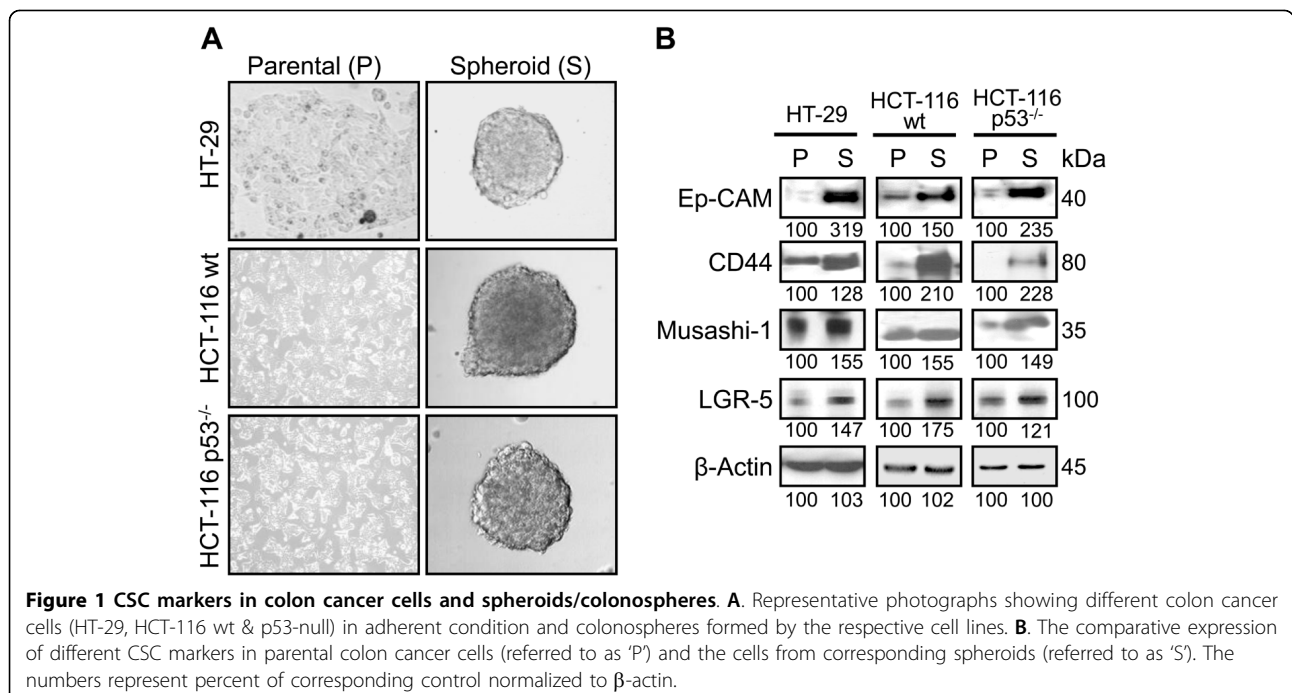 A
Parental (P) Spheroid (S)
HT-29
HCT-116 wt
HCT-116 p53-/-
B
HT-29 HCT-116 wt HCT-116 p53-/-
P S P S P S kDa
Ep-CAM 40
100 319 100 150 100 235
CD44 80
100 128 100 210 100 228
Musashi-1 35
100 155 100 155 100 149
LGR-5 100
100 147 100 175 100 121
β-Actin 45
100 103 100 102 100 100
Figure 1 CSC markers in colon cancer cells and spheroids/colonospheres. A. Representative photographs showing different colon cancer
cells (HT-29, HCT-116 wt & p53-null) in adherent condition and colonospheres formed by the respective cell lines. B. The comparative expression
of different CSC markers in parental colon cancer cells (referred to as 'P') and the cells from corresponding spheroids (referred to as 'S'). The
numbers represent percent of corresponding control normalized to β-actin.